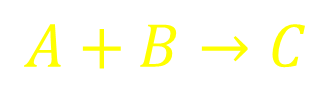 A + B → C